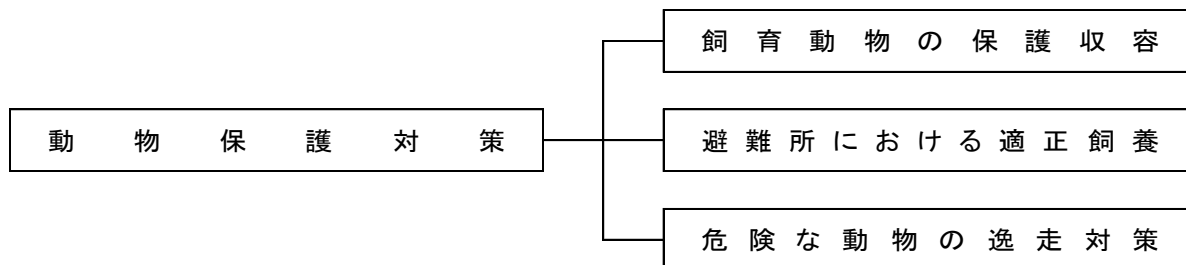 飼育動物の保護収容
動物保護対策
避難所における適正飼養
危険な動物の逸走対策